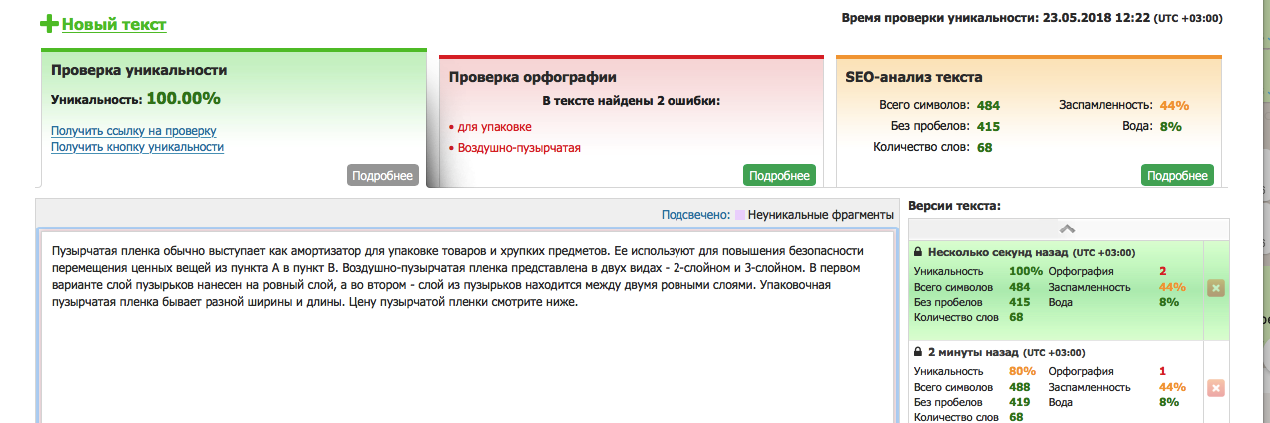 Новый текст
Время проверки уникальности: 23.05.2018 12:22 (UTC +03:00)
Проверка уникальности
Уникальность: 100.00%
Получить ссылку на проверку
Получить кнопку уникальности
Подробнее
Проверка орфографии
В тексте найдены 2 ошибки:
• для упаковке
• Воздушно-пузырчатая
Подробнее
SEO-анализ текста
Всего символов: 484 Заспамленность: 44%
Без пробелов: 415 Вода: 8%
Количество слов: 68
Подробнее
Подсвечено: Неуникальные фрагменты
Пузырчатая пленка обычно выступает как амортизатор для упаковке товаров и хрупких предметов. Ее используют для повышения безопасности
перемещения ценных вещей из пункта А в пункт В. Воздушно-пузырчатая пленка представлена в двух видах - 2-слойном и 3-слойном. В первом
варианте слой пузырьков нанесен на ровный слой, а во втором - слой из пузырьков находится между двумя ровными слоями. Упаковочная
пузырчатая пленка бывает разной ширины и длины. Цену пузырчатой пленки смотрите ниже.
Версии текста:
Несколько секунд назад (UTC +03:00)
Уникальность 100% Орфография 2
Всего символов 484 Заспамленность 44%
Без пробелов 415 Вода 8%
Количество слов 68
2 минуты назад (UTC +03:00)
Уникальность 80% Орфография 1
Всего символов 488 Заспамленность 44%
Без пробелов 419 Вода 8%
Количество слов 68